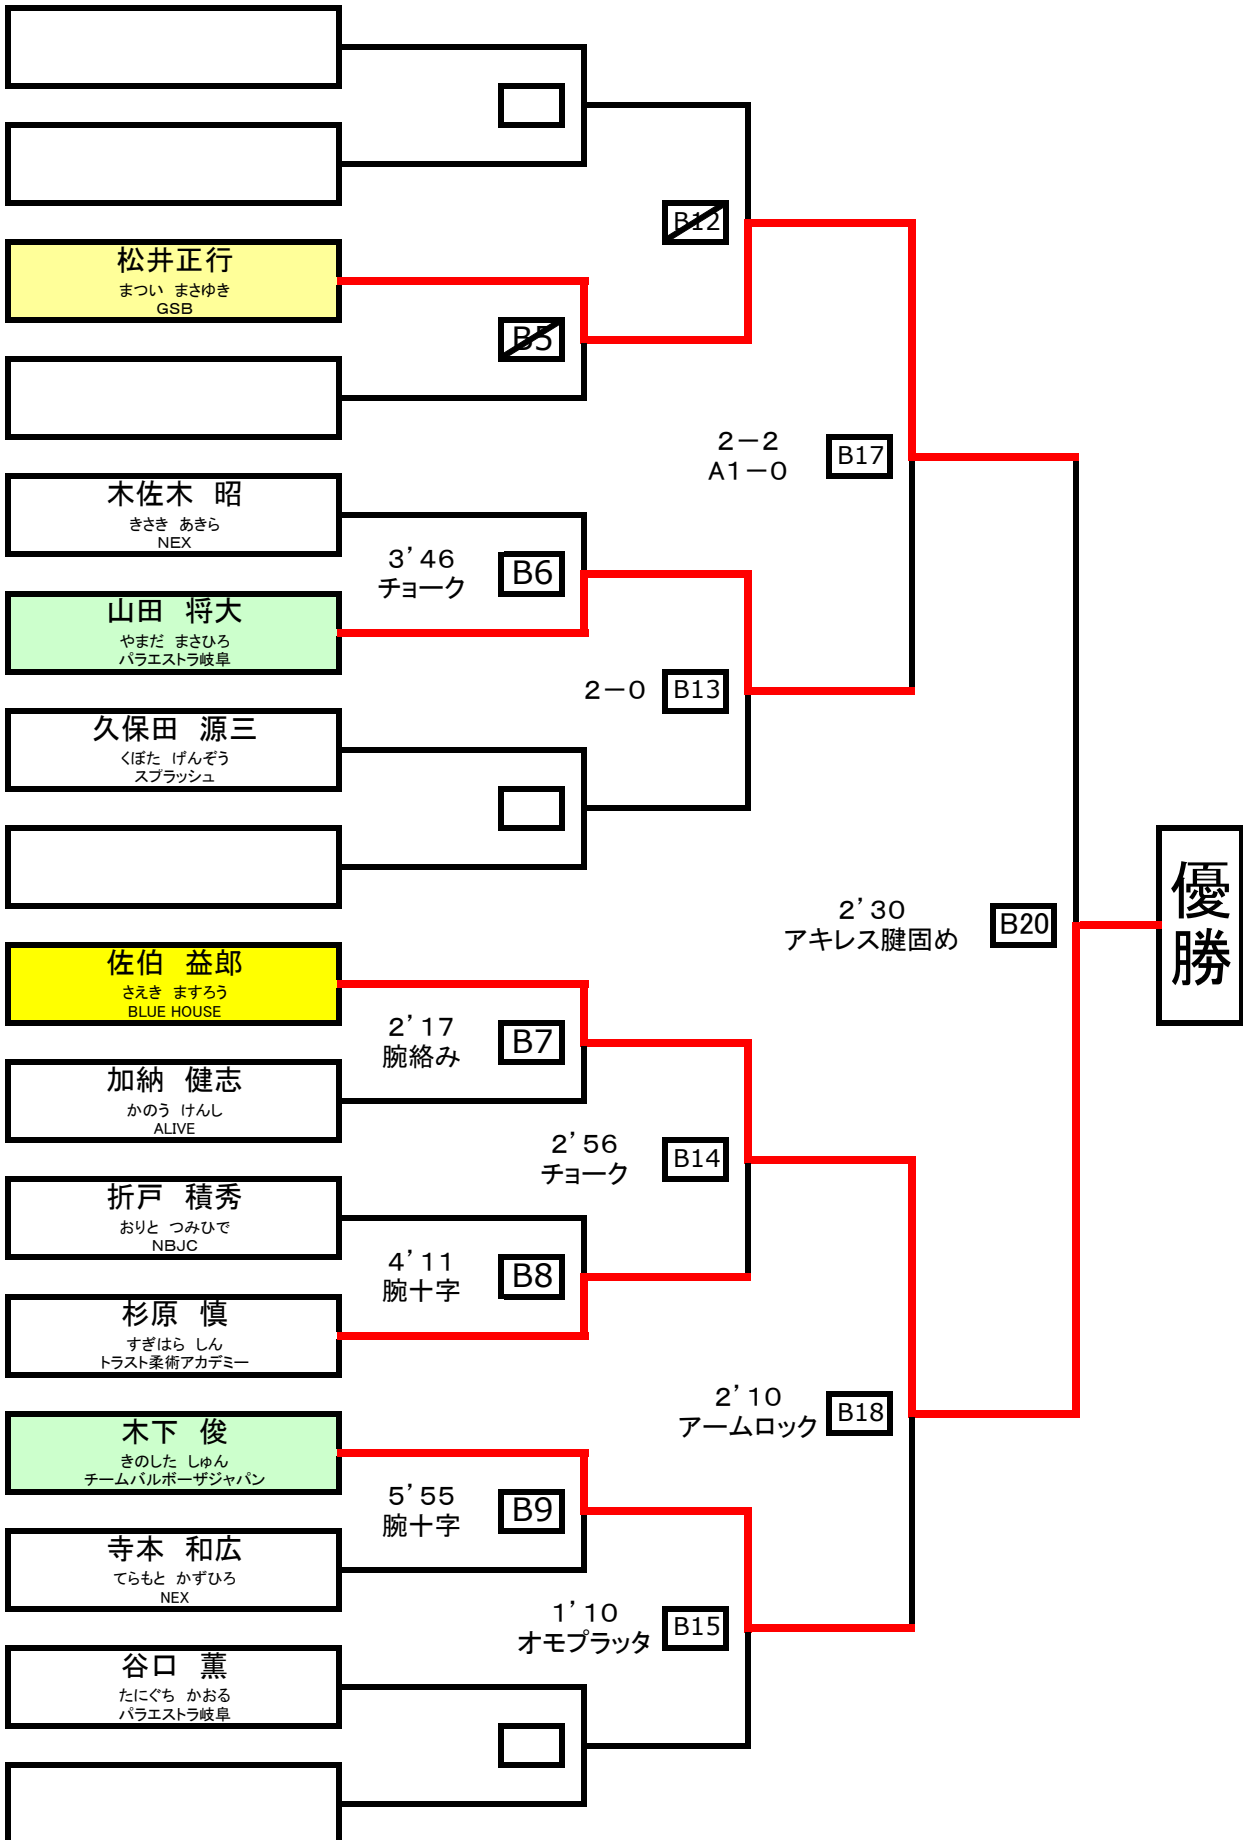 B12
松井正行
まつい まさゆき
GSB
B5
2－2
A1－0
B17
木佐木 昭
きさき あきら
NEX
3’46
チョーク
B6
山田 将大
やまだ まさひろ
パラエストラ岐阜
2－0
B13
久保田 源三
くぼた げんぞう
スプラッシュ
優勝
2’30
アキレス腱固め
B20
佐伯 益郎
さえき ますろう
BLUE HOUSE
2’17
腕絡み
B7
加納 健志
かのう けんし
ALIVE
2’56
チョーク
B14
折戸 積秀
おりと つみひで
NBJC
4’11
腕十字
B8
杉原 慎
すぎはら しん
トラスト柔術アカデミー
2’10
アームロック
B18
木下 俊
きのした しゅん
チームバルボーザジャパン
5’55
腕十字
B9
寺本 和広
てらもと かずひろ
NEX
1’10
オモプラッタ
B15
谷口 薫
たにぐち かおる
パラエストラ岐阜